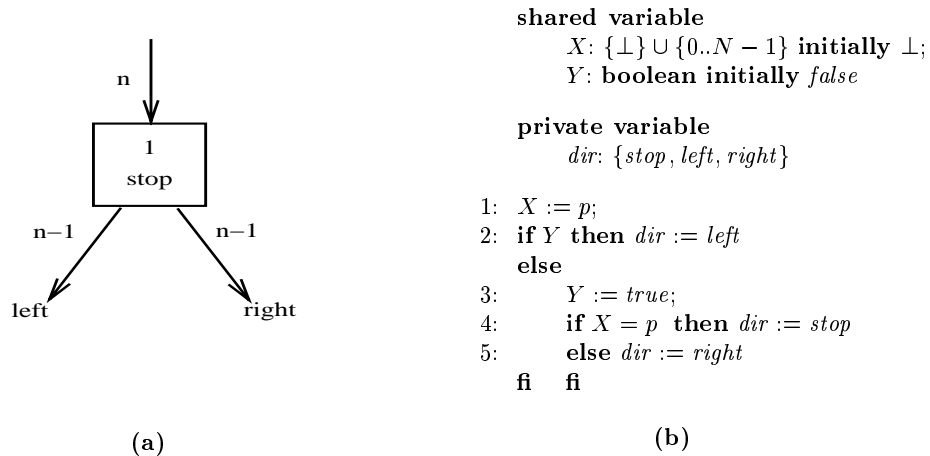 n
1
stop
n−1 n−1
left right
(a)
shared variable
X: {⊥} ∪ {0..N − 1} initially ⊥;
Y: boolean initially false
private variable
dir: {stop, left, right}
1: X := p;
2: if Y then dir := left
else
3: Y := true;
4: if X = p then dir := stop
5: else dir := right
fi fi
(b)